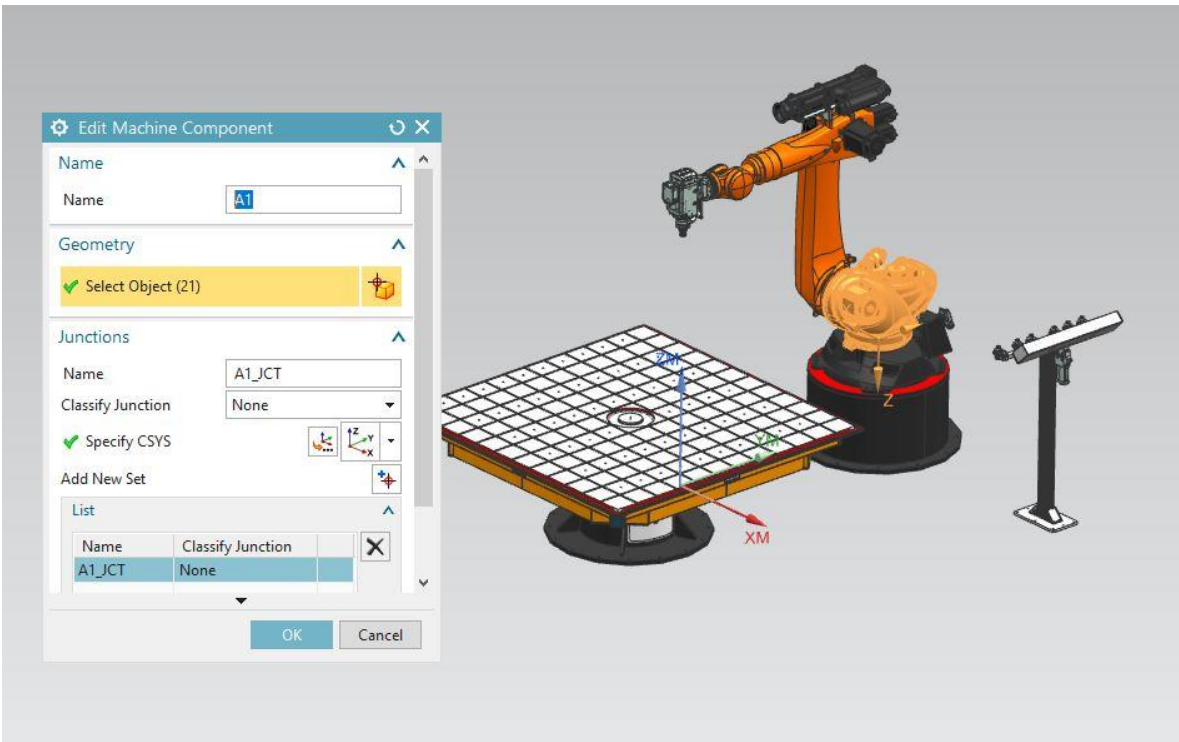 Edit Machine Component
Name
Name A1
Geometry
Select Object (21)
Junctions
Name A1_JCT
Classify Junction None
Specify CSYS
Z
Y
X
Add New Set
List
Name Classify Junction
A1_JCT None
OK Cancel
ZM
YM
XM
Z